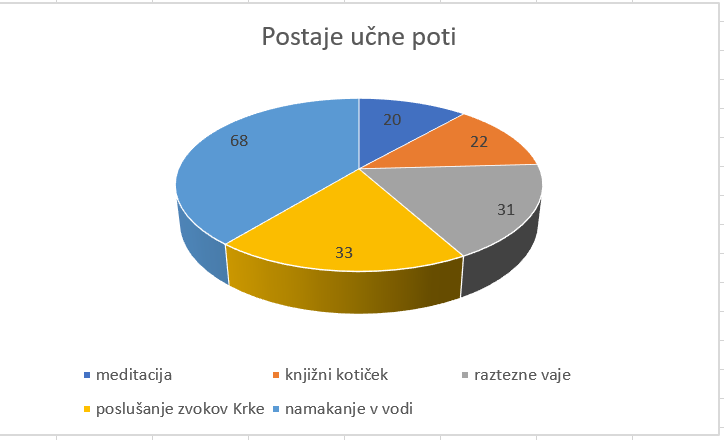 Postaje učne poti
20
68
22
31
33
meditacija
knjižni kotiček
raztezne vaje
poslušanje zvokov Krke
namakanje v vodi